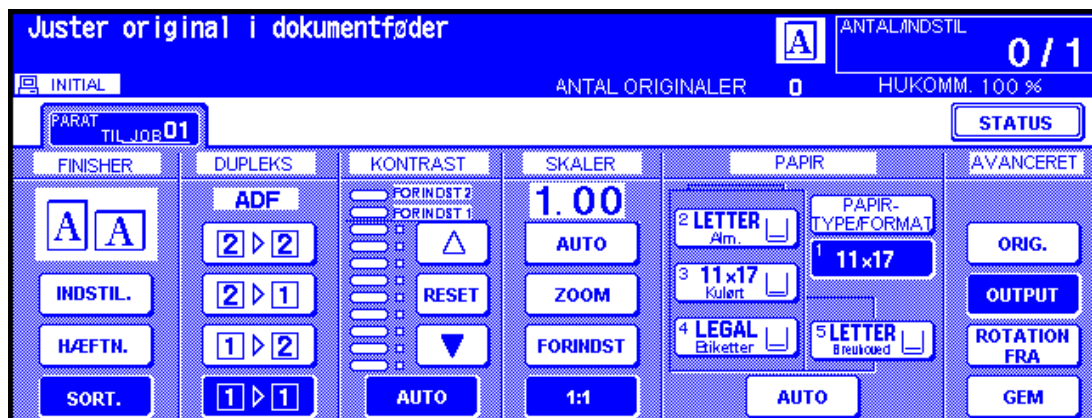 Juster original i dokumentføder
A
ANTAL/INDSTIL
0 / 1
INITIAL
ANTAL ORIGINALER 0
HUKOMM. 100 %
PARAT
TIL JOB 01
STATUS
FINISHER
DUPLEKS
KONTRAST
SKALER
PAPIR
AVANCERET
A A
INDSTIL.
HÆFTN.
SORT.
ADF
2 2
2 1
1 2
1 1
FORINDST 2
FORINDST 1
RESET
AUTO
1.00
AUTO
ZOOM
FORINDST
1:1
2 LETTER
Alm.
3 11x17
Kulørt
4 LEGAL
Etiketter
PAPIR-
TYPE/FORMAT
1 11x17
5 LETTER
AUTO
ORIG.
OUTPUT
ROTATION
FRA
GEM